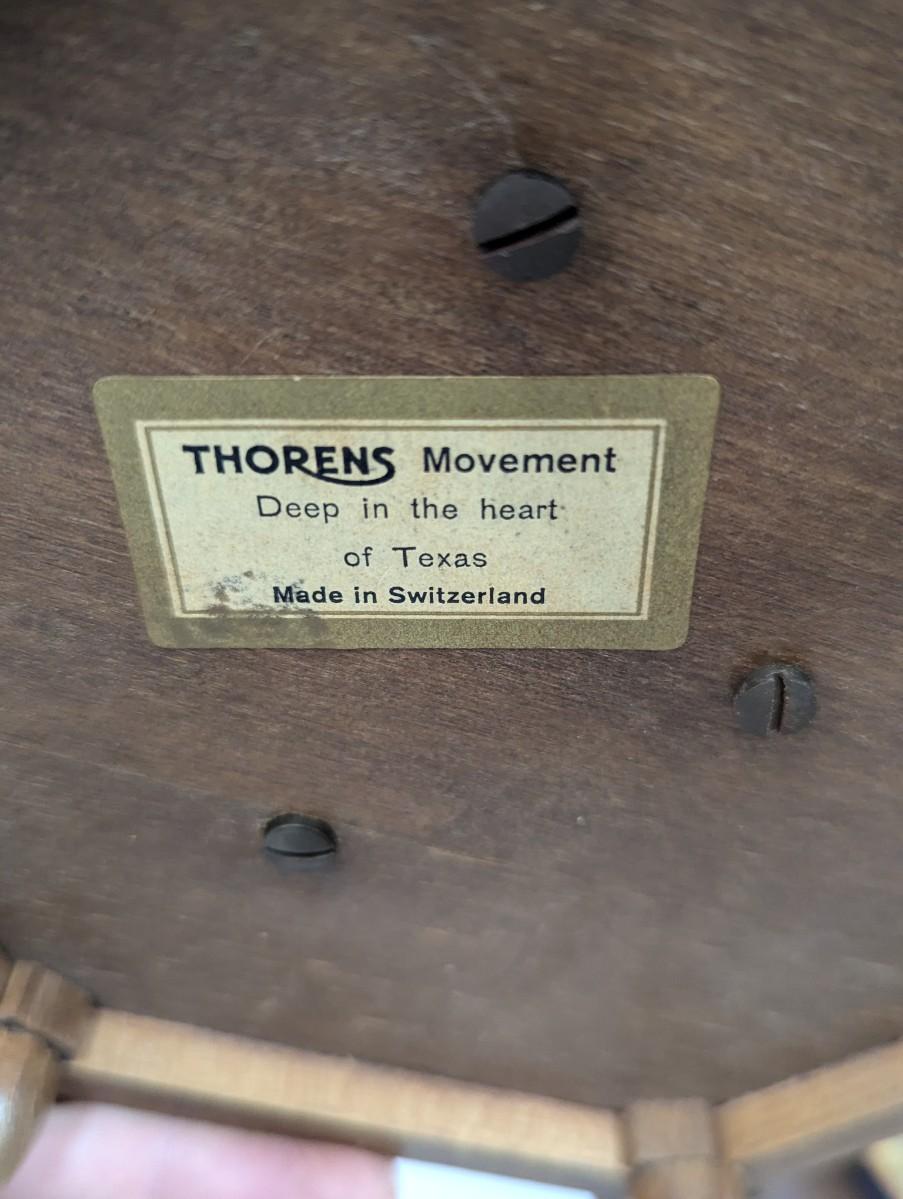 THORENS Movement
Deep in the heart
of Texas
Made in Switzerland